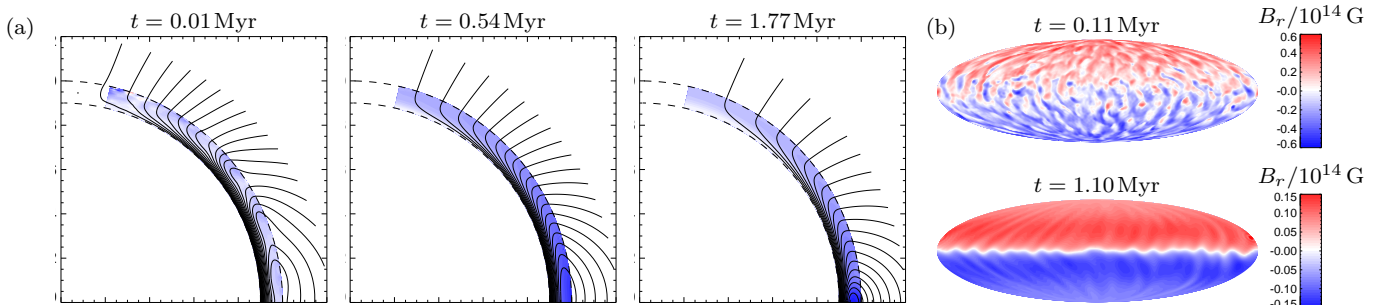 (a)
t = 0.01 Myr
t = 0.54 Myr
t = 1.77 Myr
(b)
t = 0.11 Myr
B_r/10^14 G
0.6
0.4
0.2
-0.0
-0.2
-0.4
-0.6
t = 1.10 Myr
B_r/10^14 G
0.15
0.10
0.05
-0.00
-0.05
-0.10
-0.15